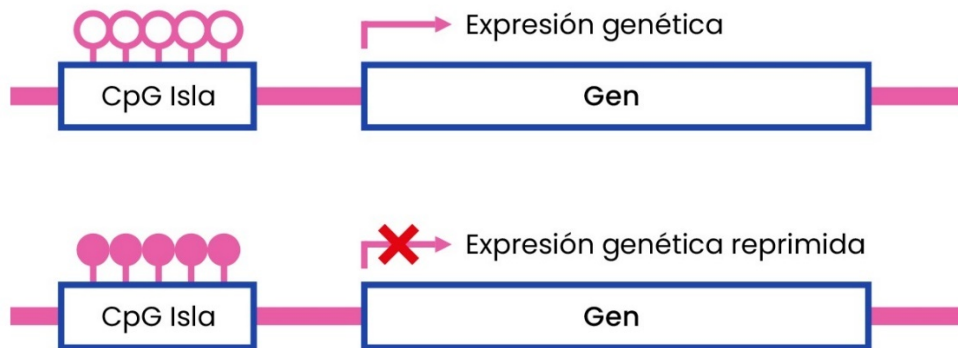 Expresión genética
CpG Isla
Gen
Expresión genética reprimida
CpG Isla
Gen